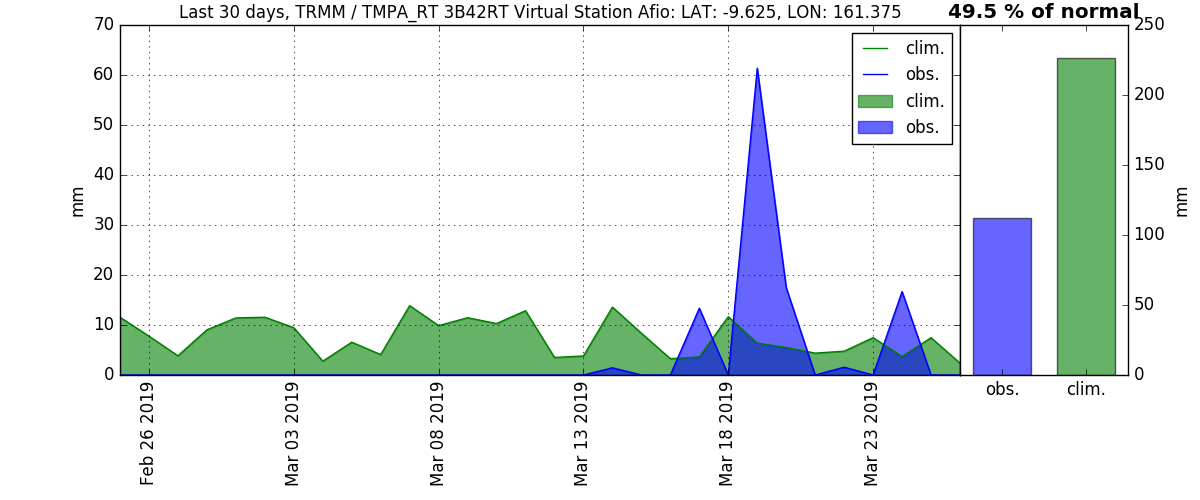 Last 30 days, TRMM / TMPA_RT 3B42RT Virtual Station Afio: LAT: -9.625, LON: 161.375
49.5 % of normal
70
60
50
40
30
20
10
0
mm
clim.
obs.
clim.
obs.
Feb 26 2019
Mar 03 2019
Mar 08 2019
Mar 13 2019
Mar 18 2019
Mar 23 2019
250
200
150
100
50
0
mm
obs.
clim.